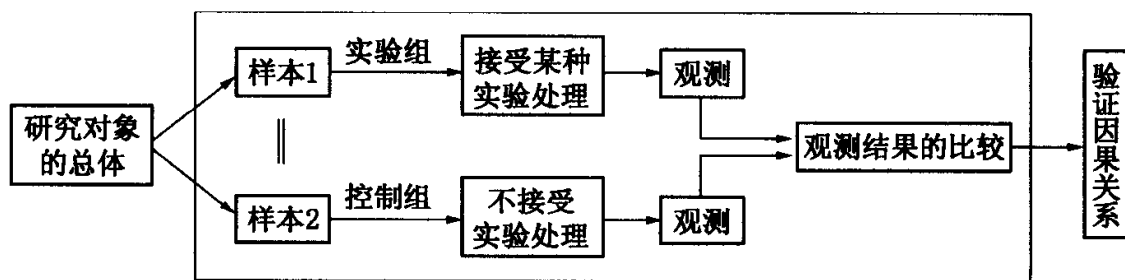 研究对象
的总体
样本1
实验组
接受某种
实验处理
观测
‖
样本2
控制组
不接受
实验处理
观测
观测结果的比较
验证因果关系